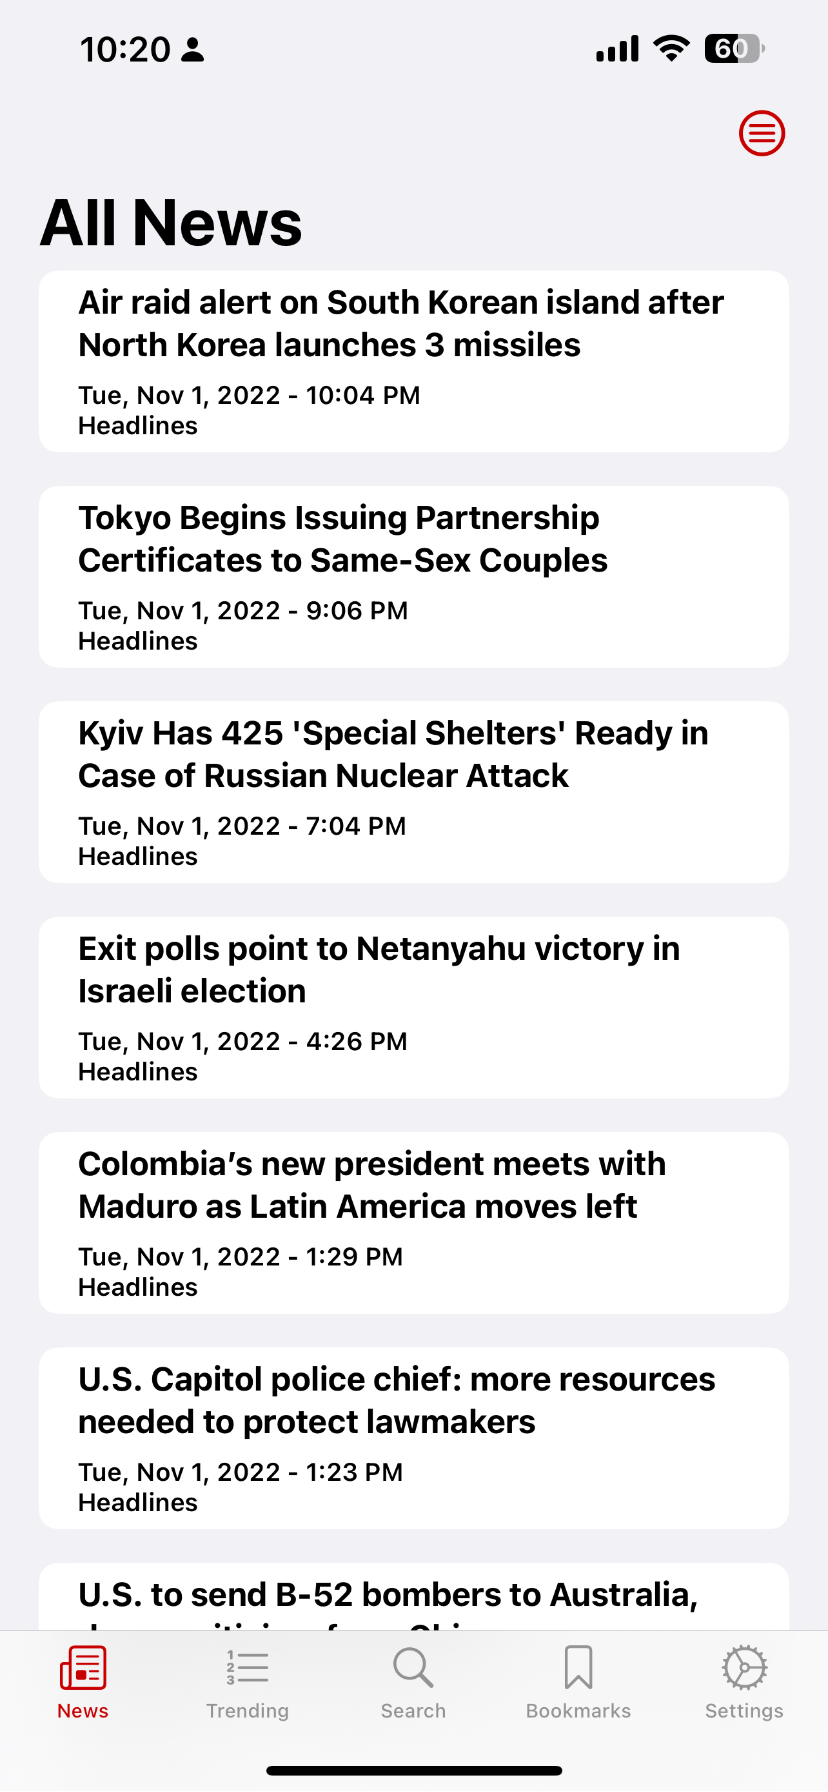 10:20
60
All News
Air raid alert on South Korean island after
North Korea launches 3 missiles
Tue, Nov 1, 2022 - 10:04 PM
Headlines
Tokyo Begins Issuing Partnership
Certificates to Same-Sex Couples
Tue, Nov 1, 2022 - 9:06 PM
Headlines
Kyiv Has 425 'Special Shelters' Ready in
Case of Russian Nuclear Attack
Tue, Nov 1, 2022 - 7:04 PM
Headlines
Exit polls point to Netanyahu victory in
Israeli election
Tue, Nov 1, 2022 - 4:26 PM
Headlines
Colombia’s new president meets with
Maduro as Latin America moves left
Tue, Nov 1, 2022 - 1:29 PM
Headlines
U.S. Capitol police chief: more resources
needed to protect lawmakers
Tue, Nov 1, 2022 - 1:23 PM
Headlines
U.S. to send B-52 bombers to Australia,
1
2
3
News
Trending
Search
Bookmarks
Settings